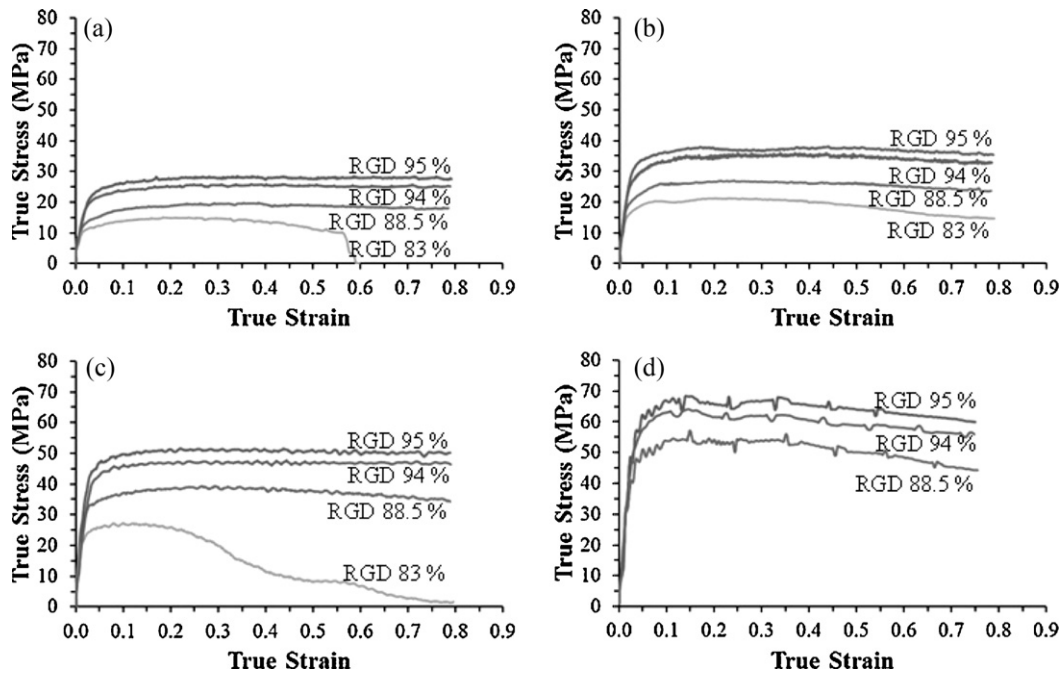 (a)
True Stress (MPa)
80
70
60
50
40
30
20
10
0
RGD 95 %
RGD 94 %
RGD 88.5 %
RGD 83 %
0.0 0.1 0.2 0.3 0.4 0.5 0.6 0.7 0.8 0.9
True Strain
(b)
True Stress (MPa)
80
70
60
50
40
30
20
10
0
RGD 95 %
RGD 94 %
RGD 88.5 %
RGD 83 %
0.0 0.1 0.2 0.3 0.4 0.5 0.6 0.7 0.8 0.9
True Strain
(c)
True Stress (MPa)
80
70
60
50
40
30
20
10
0
RGD 95 %
RGD 94 %
RGD 88.5 %
RGD 83 %
0.0 0.1 0.2 0.3 0.4 0.5 0.6 0.7 0.8 0.9
True Strain
(d)
True Stress (MPa)
80
70
60
50
40
30
20
10
0
RGD 95 %
RGD 94 %
RGD 88.5 %
0.0 0.1 0.2 0.3 0.4 0.5 0.6 0.7 0.8 0.9
True Strain